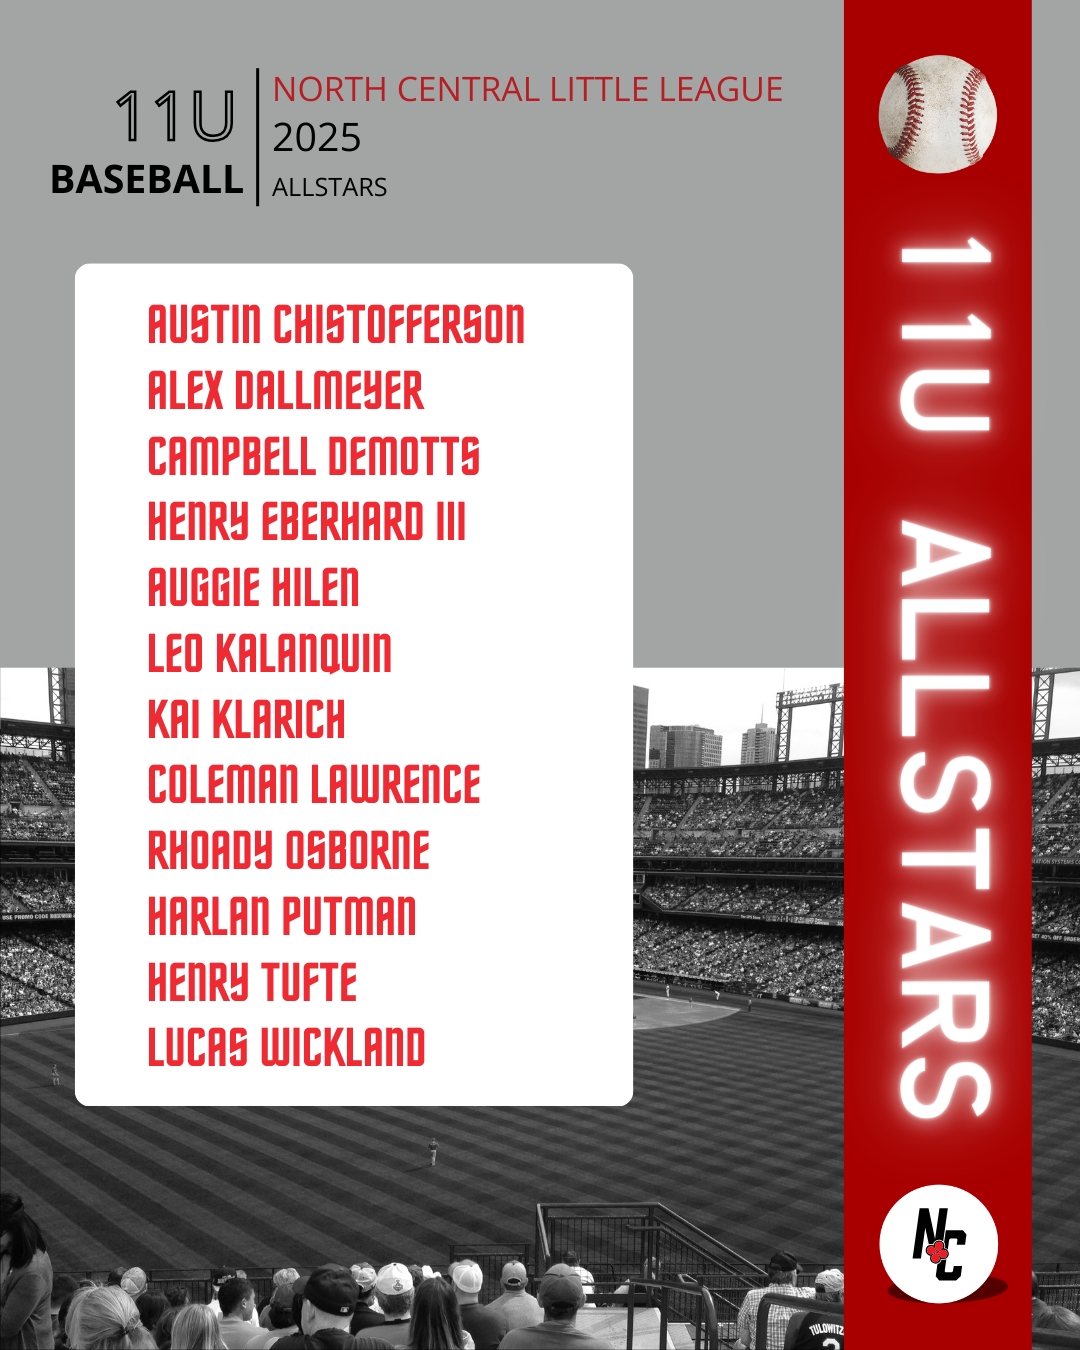 11U
BASEBALL
NORTH CENTRAL LITTLE LEAGUE
2025
ALLSTARS
AUSTIN CHISTOFFERSON
ALEX DALLMEYER
CAMPBELL DEMOTTS
HENRY EBERHARD III
AUGGIE HILEN
LEO KALANQUIN
KAI KLARICH
COLEMAN LAWRENCE
RHOADY OSBORNE
HARLAN PUTMAN
HENRY TUFTE
LUCAS WICKLAND
11U ALLSTARS
NC
TULOWITZ